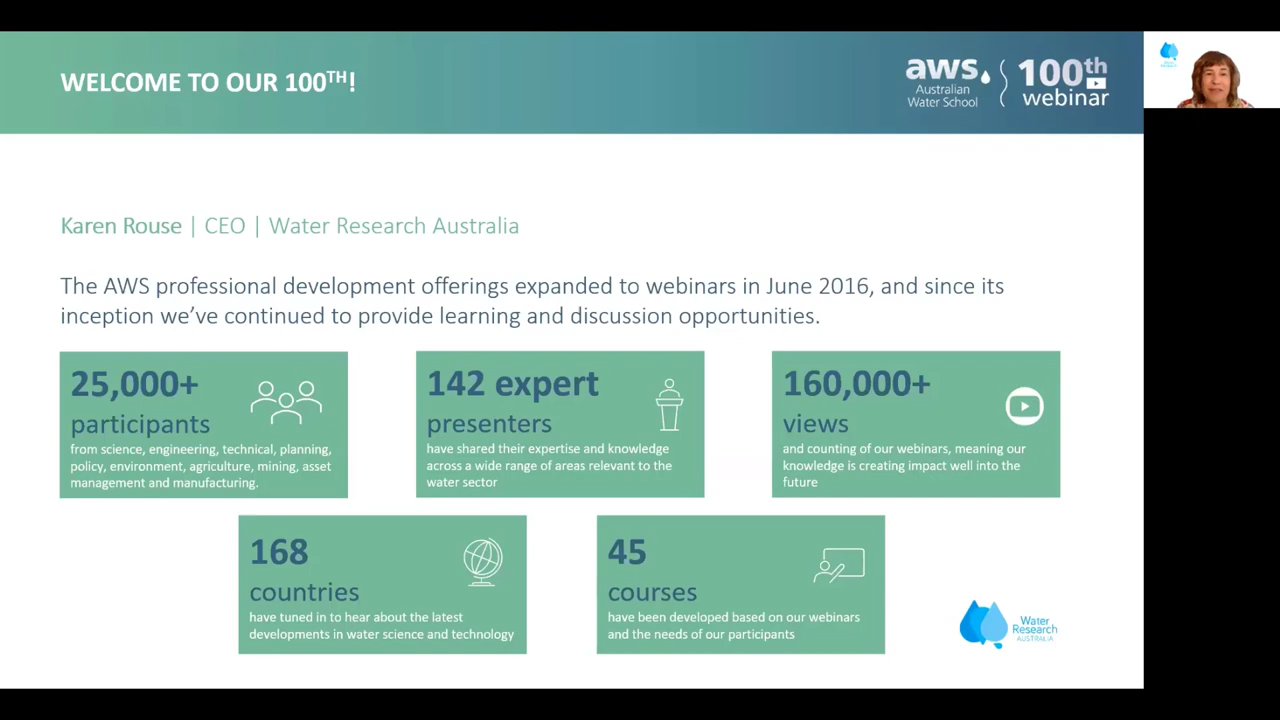 WELCOME TO OUR 100TH!
aws
Australian
Water School
100th
webinar
Karen Rouse | CEO | Water Research Australia
The AWS professional development offerings expanded to webinars in June 2016, and since its
inception we’ve continued to provide learning and discussion opportunities.
25,000+
participants
from science, engineering, technical, planning,
policy, environment, agriculture, mining, asset
management and manufacturing.
142 expert
presenters
have shared their expertise and knowledge
across a wide range of areas relevant to the
water sector
160,000+
views
and counting of our webinars, meaning our
knowledge is creating impact well into the
future
168
countries
have tuned in to hear about the latest
developments in water science and technology
45
courses
have been developed based on our webinars
and the needs of our participants
Water
Research
AUSTRALIA